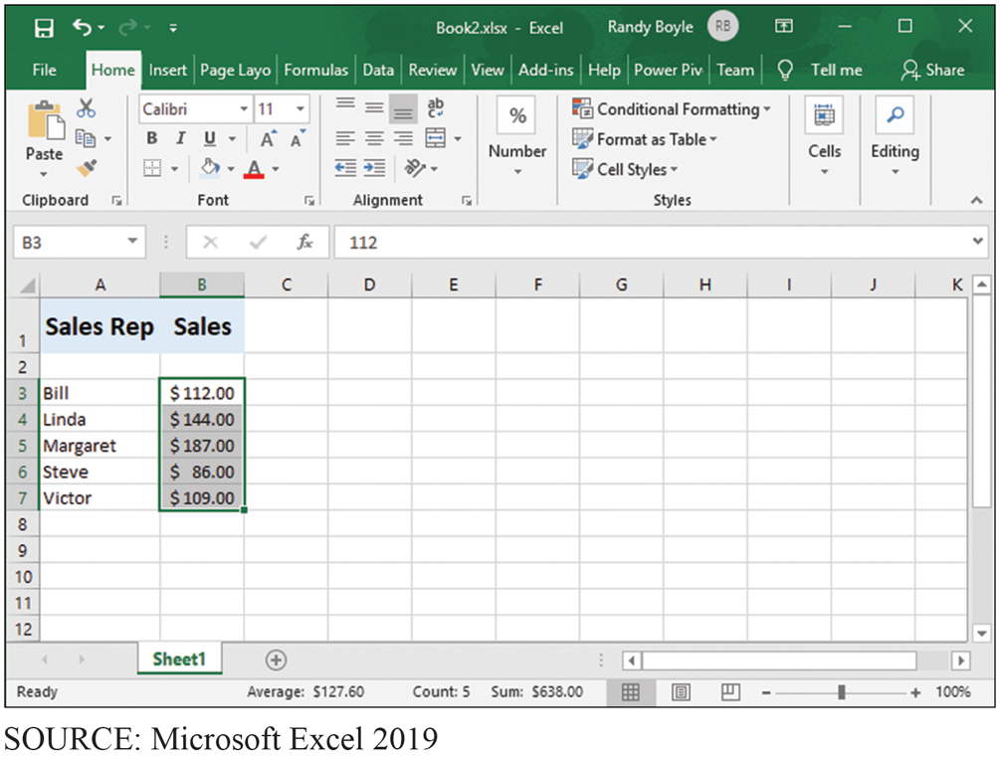 Book2.xlsx - Excel Randy Boyle RB
File Home Insert Page Layo Formulas Data Review View Add-ins Help Power Piv Team Tell me Share
Calibri 11 ab % Conditional Formatting
Paste B I U A A Number Format as Table Cells Editing
A Cell Styles
Clipboard Font Alignment Styles
B3 fx 112
A B C D E F G H I J K
1 Sales Rep Sales
2
3 Bill $ 112.00
4 Linda $ 144.00
5 Margaret $ 187.00
6 Steve $ 86.00
7 Victor $ 109.00
8
9
10
11
12
Sheet1
Ready Average: $127.60 Count: 5 Sum: $638.00 100%
SOURCE: Microsoft Excel 2019